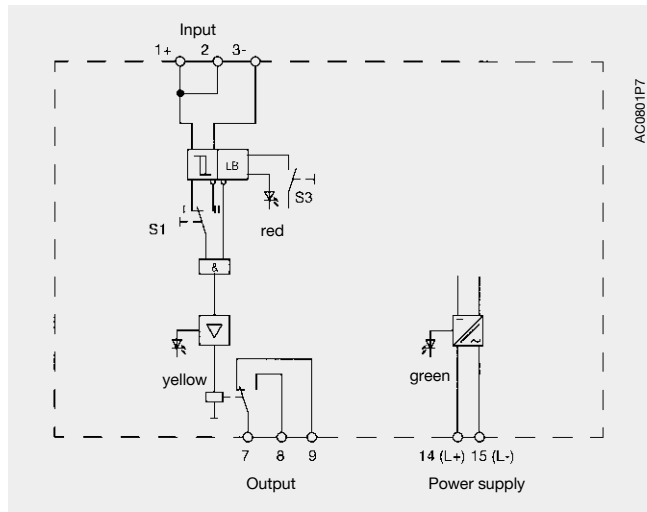 Input
1+ 2 3-
AC0801P7
LB
S3
I II
S1
red
&
yellow
green
7 8 9
14 (L+) 15 (L-)
Output
Power supply